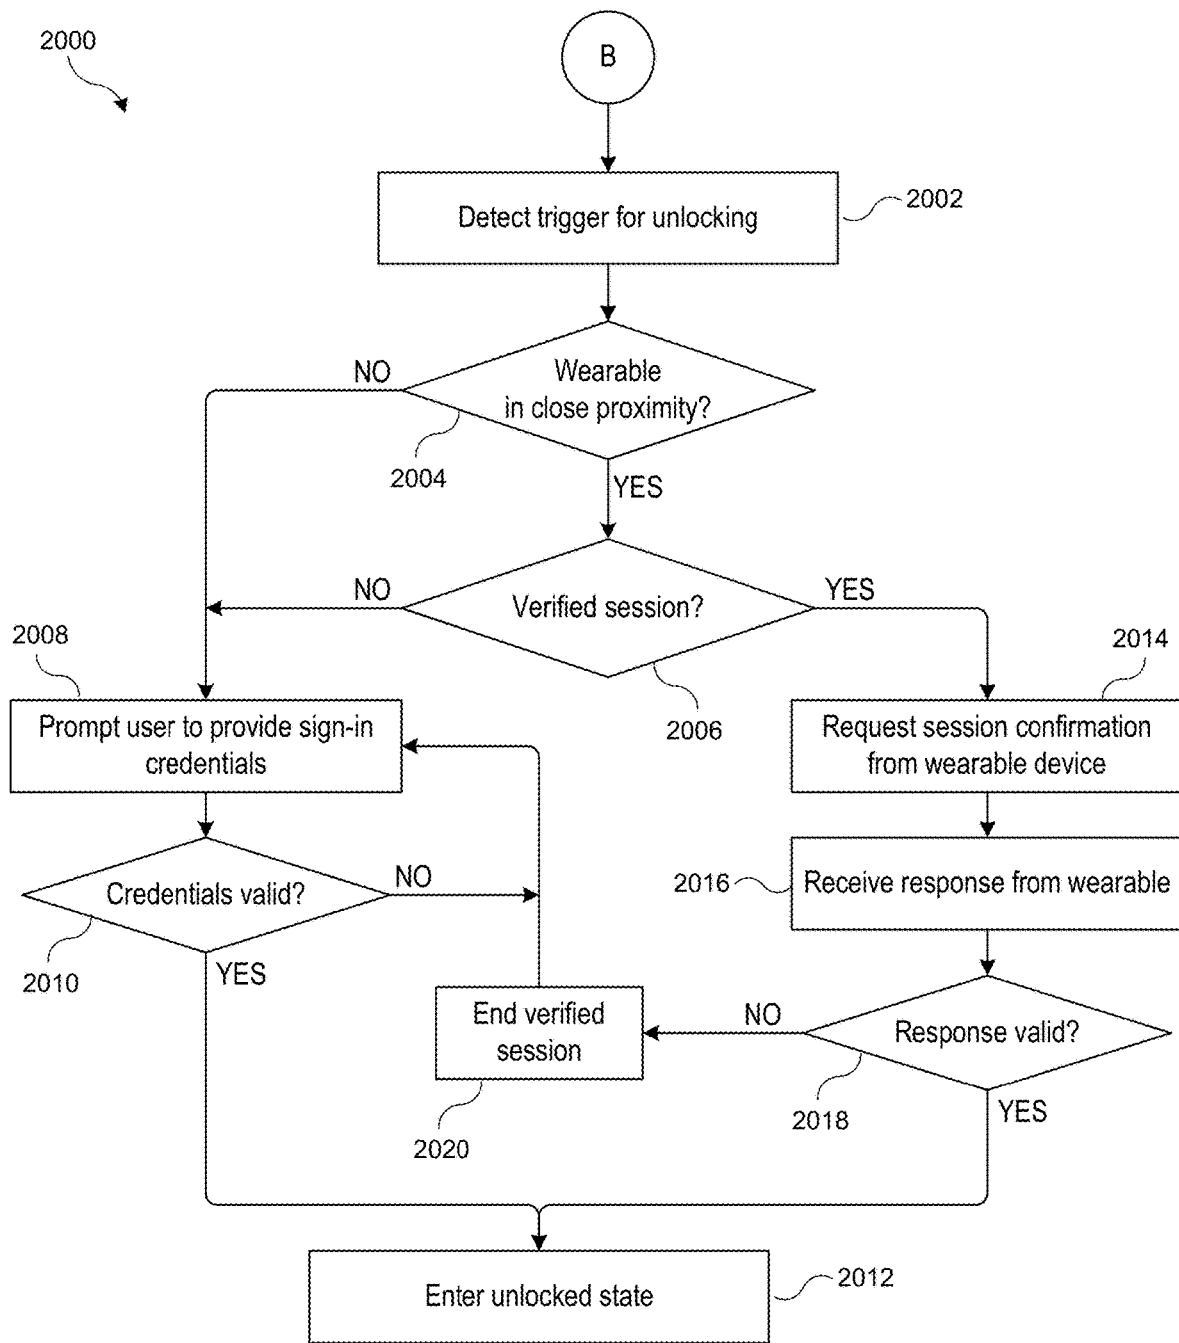 2000
B
Detect trigger for unlocking
2002
NO
Wearable
in close proximity?
2004
YES
NO
Verified session?
YES
2008
2006
2014
Prompt user to provide sign-in
credentials
Request session confirmation
from wearable device
Credentials valid?
NO
2010
YES
2016
Receive response from wearable
End verified
session
NO
Response valid?
2020
2018
YES
Enter unlocked state
2012